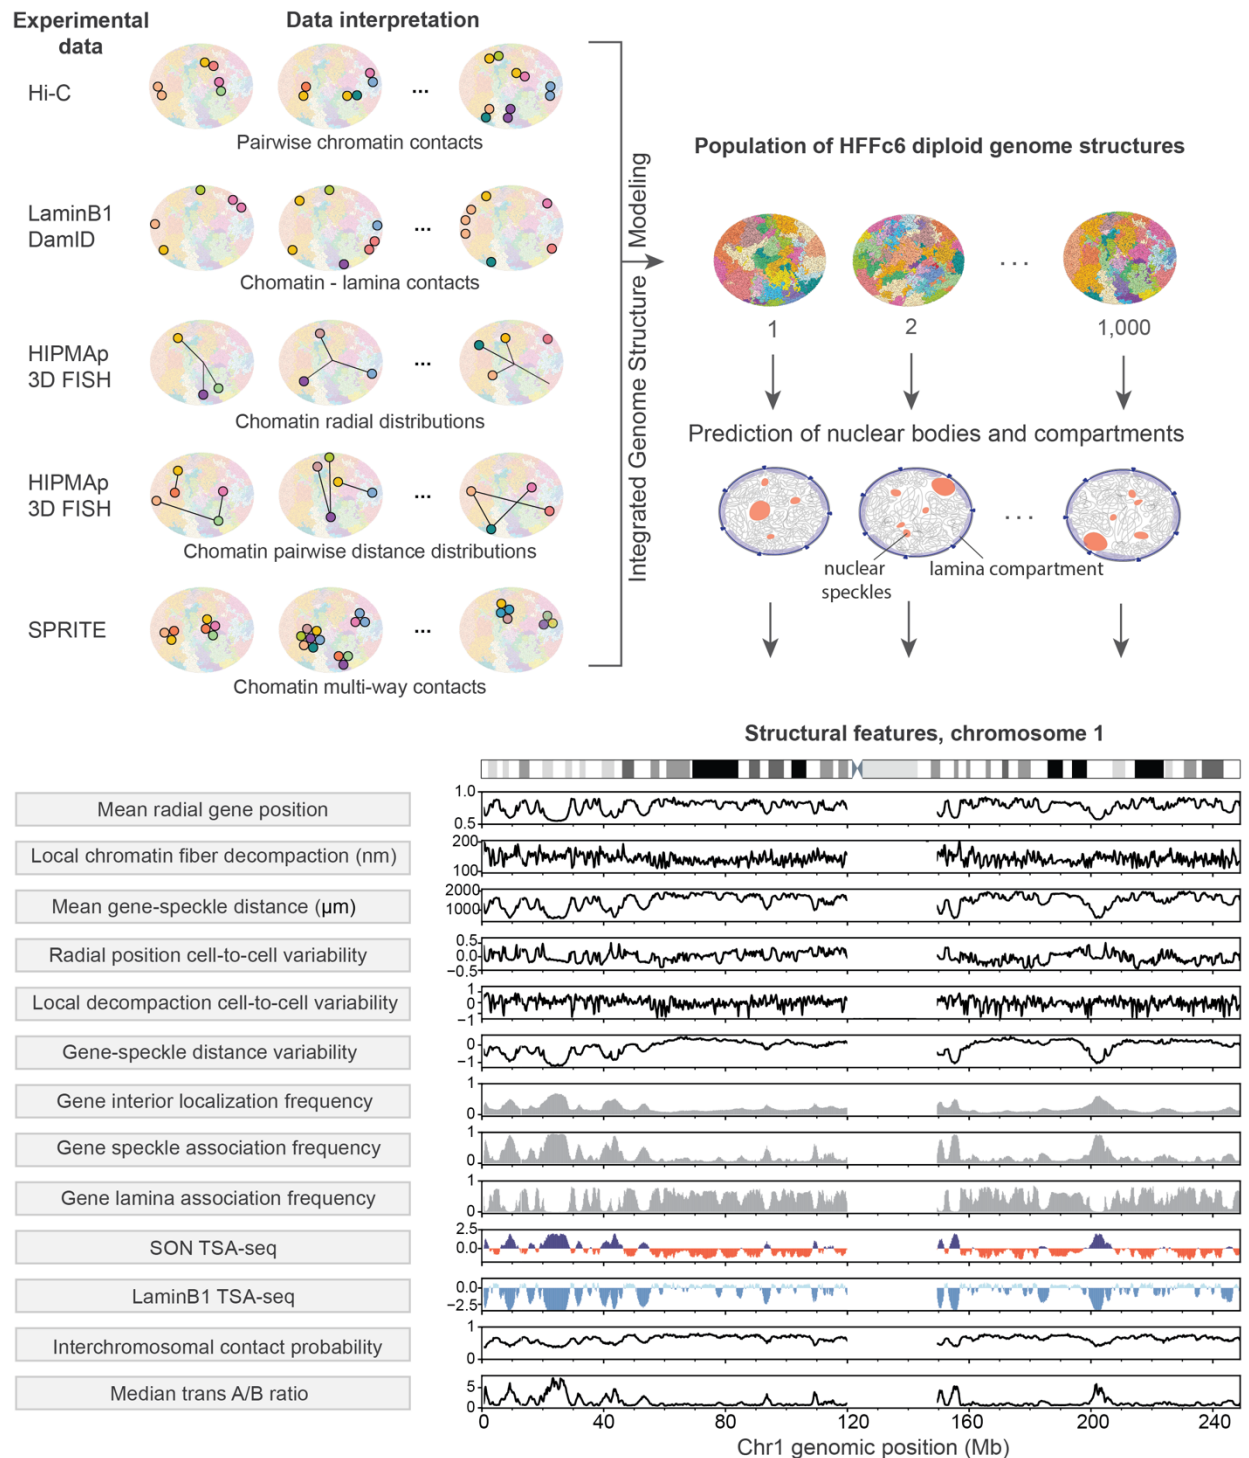 Experimental
data
Data interpretation
Hi-C
...
Pairwise chromatin contacts
LaminB1
DamID
...
Chomatin - lamina contacts
HIPMAp
3D FISH
...
Chomatin radial distributions
HIPMAp
3D FISH
...
Chomatin pairwise distance distributions
SPRITE
...
Chomatin multi-way contacts
Integrated Genome Structure Modeling
Population of HFFc6 diploid genome structures
...
1
2
1,000
Prediction of nuclear bodies and compartments
...
nuclear
speckles
lamina compartment
Structural features, chromosome 1
Mean radial gene position
1.0
0.5
Local chromatin fiber decompaction (nm)
200
100
Mean gene-speckle distance (μm)
2000
1000
Radial position cell-to-cell variability
0.5
0.0
−0.5
Local decompaction cell-to-cell variability
1
0
−1
Gene-speckle distance variability
0
−1
Gene interior localization frequency
1
0
Gene speckle association frequency
1
0
Gene lamina association frequency
1
0
SON TSA-seq
2.5
0.0
LaminB1 TSA-seq
0.0
−2.5
Interchromosomal contact probability
1
0
Median trans A/B ratio
5
0
0 40 80 120 160 200 240
Chr1 genomic position (Mb)